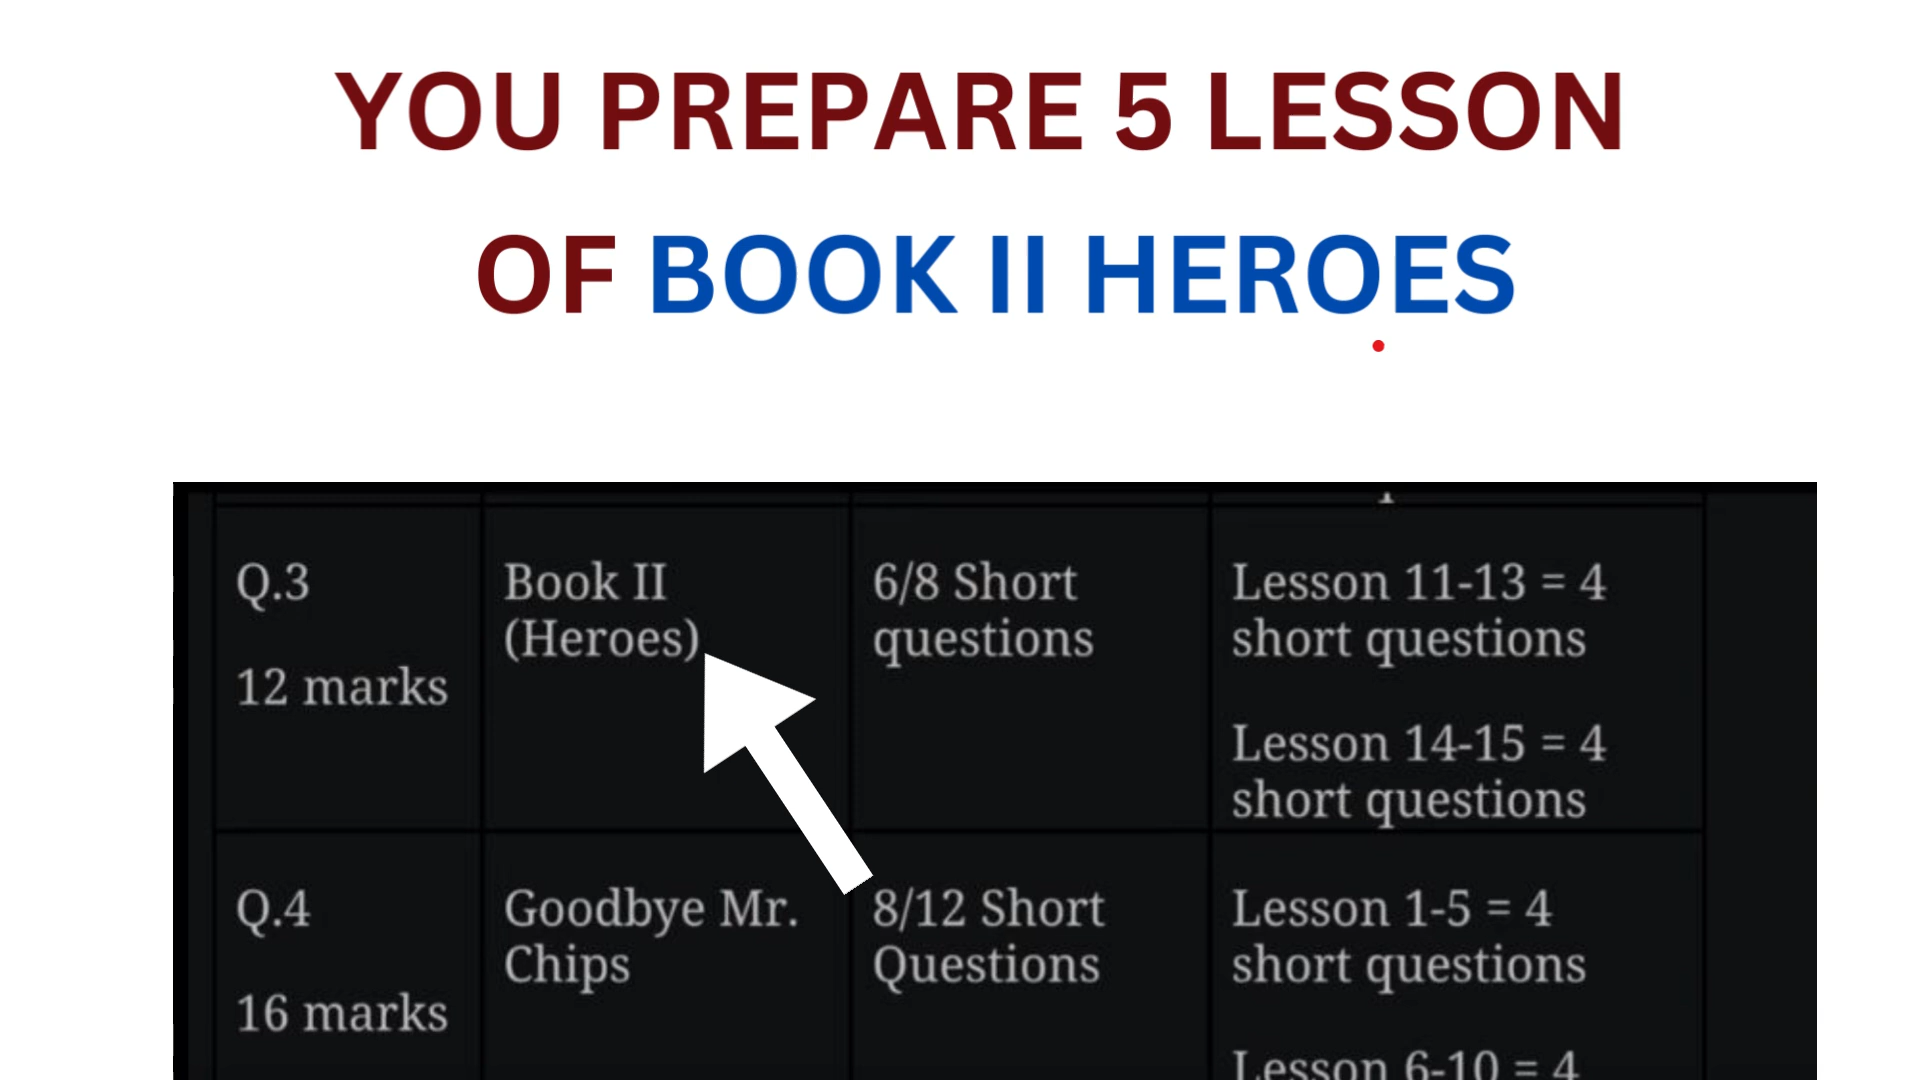 YOU PREPARE 5 LESSON
OF BOOK II HEROES
Q.3
12 marks
Book II
(Heroes)
6/8 Short
questions
Lesson 11-13 = 4
short questions
Lesson 14-15 = 4
short questions
Q.4
16 marks
Goodbye Mr.
Chips
8/12 Short
Questions
Lesson 1-5 = 4
short questions
Lesson 6-10 = 4